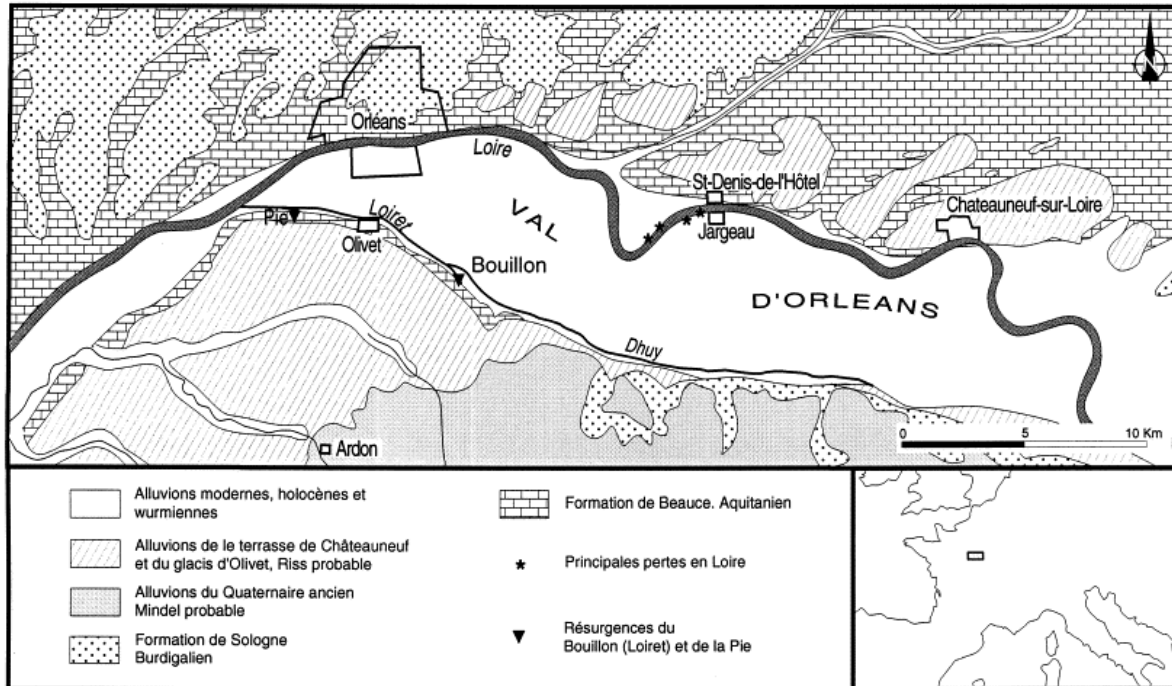 N
Orléans
Loire
St-Denis-de-l'Hôtel
Chateauneuf-sur-Loire
VAL
Pie
Loiret
Olivet
Jargeau
Bouillon
D'ORLEANS
Dhuy
Ardon
0 5 10 Km
Alluvions modernes, holocènes et
wurmiennes
Alluvions de le terrasse de Châteauneuf
et du glacis d'Olivet, Riss probable
Alluvions du Quaternaire ancien
Mindel probable
Formation de Sologne
Burdigalien
Formation de Beauce. Aquitanien
Principales pertes en Loire
Résurgences du
Bouillon (Loiret) et de la Pie